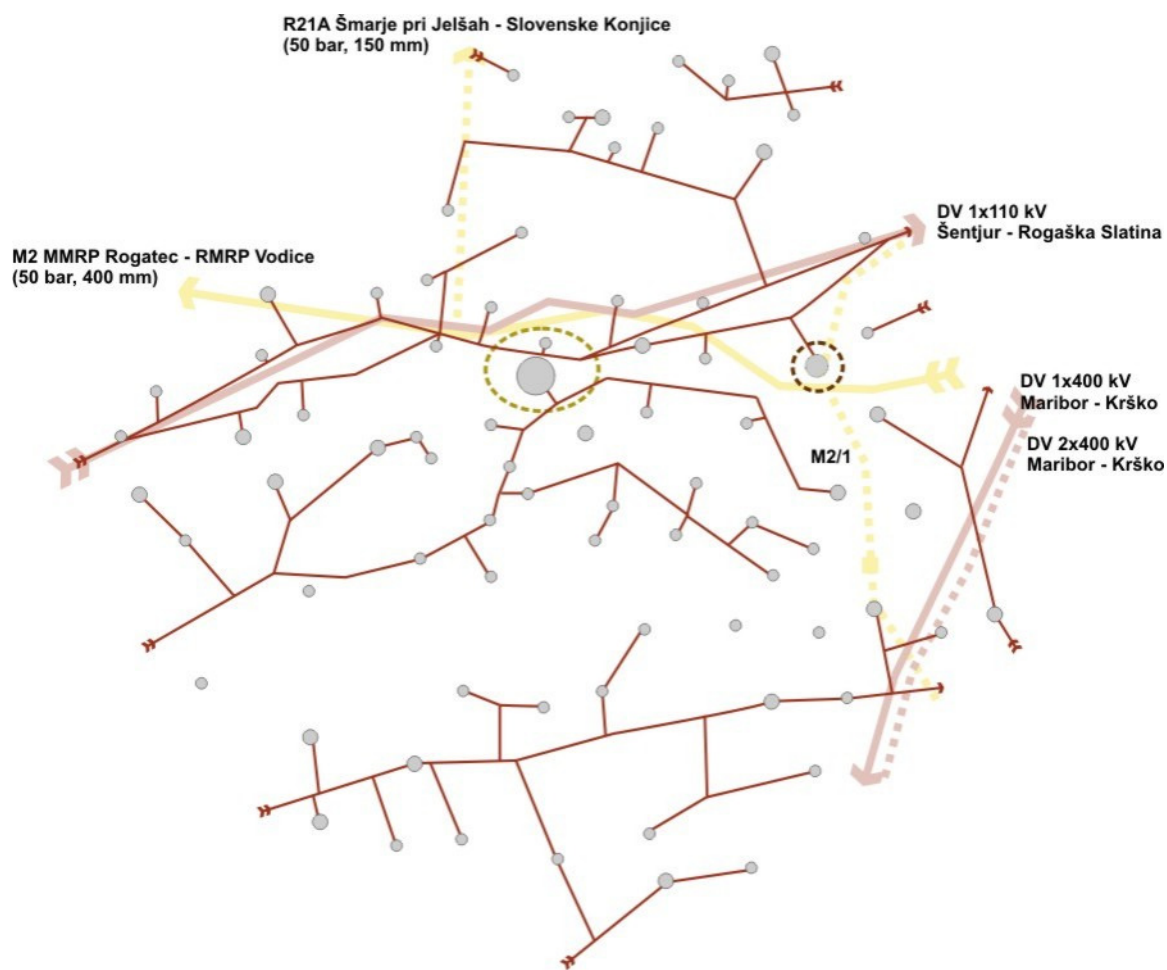 R21A Šmarje pri Jelšah - Slovenske Konjice
(50 bar, 150 mm)
DV 1x110 kV
Šentjur - Rogaška Slatina
M2 MMRP Rogatec - RMRP Vodice
(50 bar, 400 mm)
DV 1x400 kV
Maribor - Krško
DV 2x400 kV
Maribor - Krško
M2/1